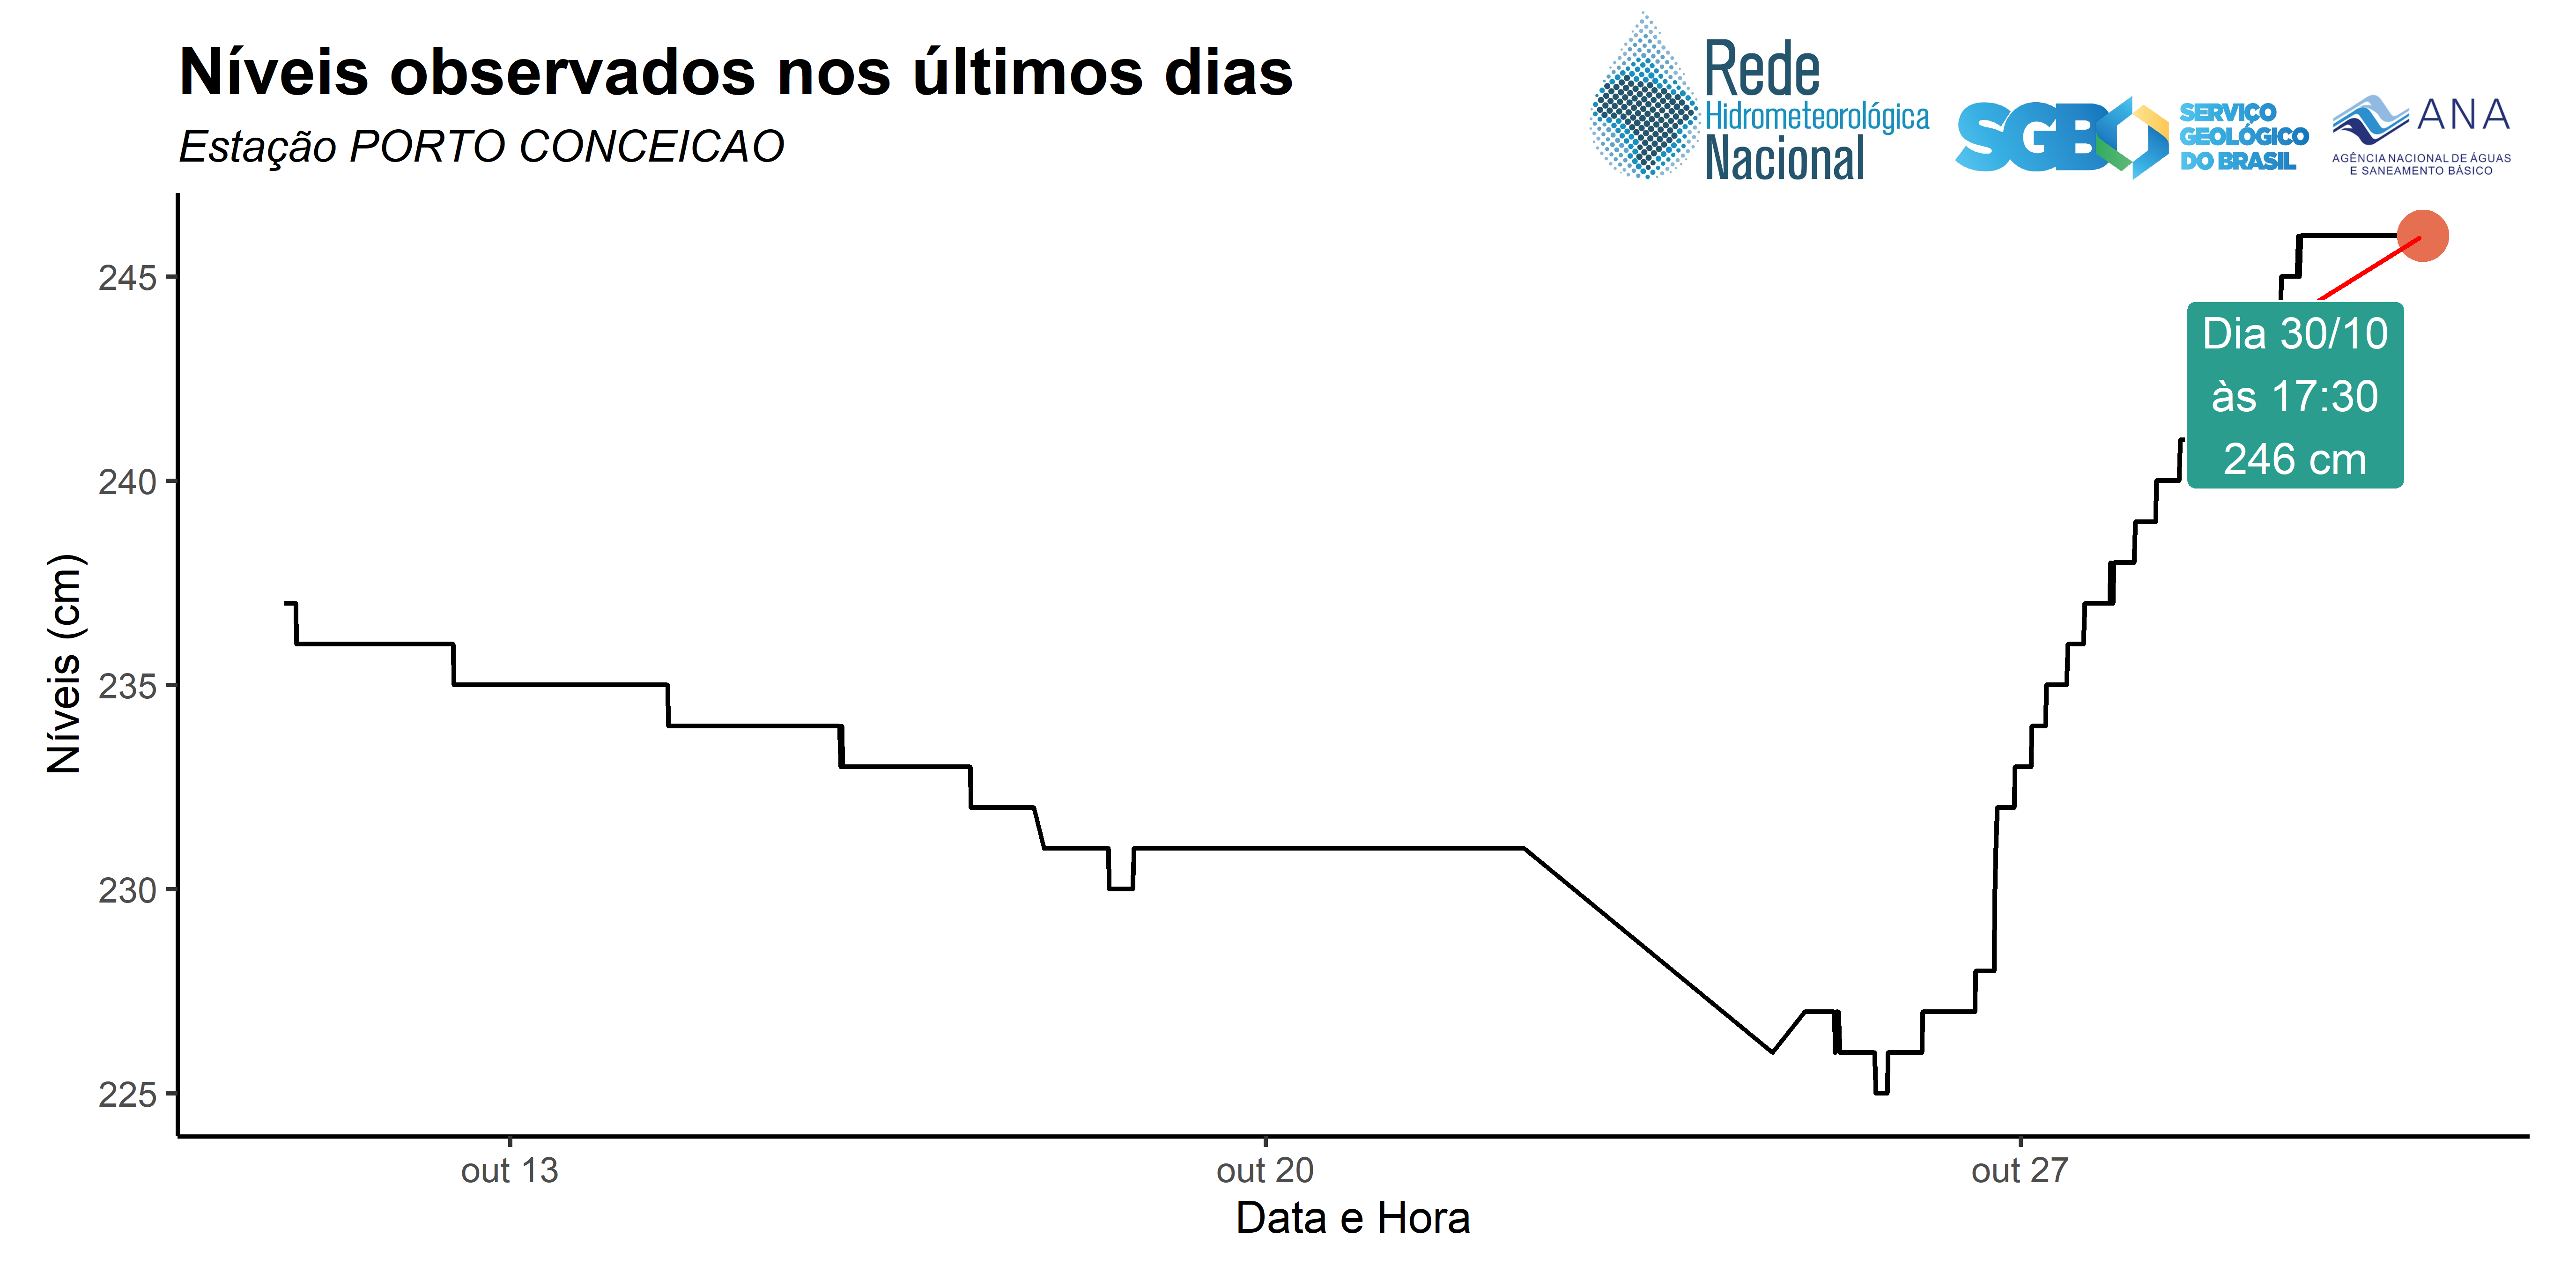 Níveis observados nos últimos dias
Estação PORTO CONCEICAO
Rede
Hidrometeorológica
Nacional
SGB
SERVIÇO
GEOLÓGICO
DO BRASIL
ANA
AGÊNCIA NACIONAL DE ÁGUAS
E SANEAMENTO BÁSICO
245
240
235
230
225
Níveis (cm)
Dia 30/10
às 17:30
246 cm
out 13
out 20
out 27
Data e Hora